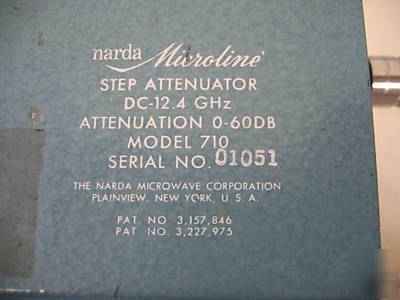 narda Microline
STEP ATTENUATOR
DC-12.4 GHz
ATTENUATION 0-60DB
MODEL 710
SERIAL NO. 01051
THE NARDA MICROWAVE CORPORATION
PLAINVIEW, NEW YORK, U.S.A.
PAT. NO 3,157,846
PAT NO. 3,227,975